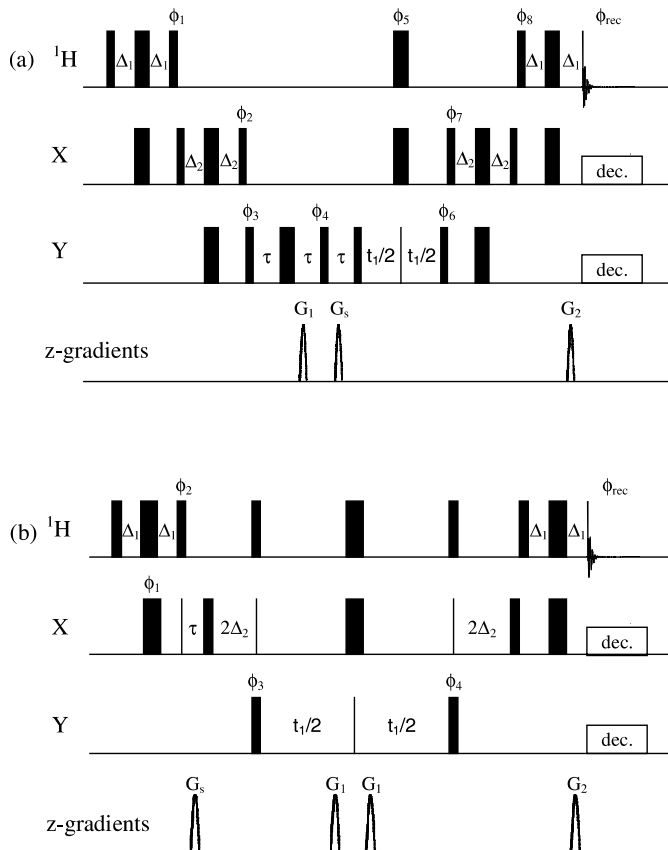 ϕ₁ ϕ₅ ϕ₈ ϕrec
(a) ¹H Δ₁ Δ₁ Δ₁ Δ₁
ϕ₂ ϕ₇
X Δ₂ Δ₂ Δ₂ Δ₂ dec.
ϕ₃ ϕ₄ ϕ₆
Y τ τ τ t₁/2 t₁/2 dec.
G₁ Gₛ G₂
z-gradients
ϕ₂ ϕrec
(b) ¹H Δ₁ Δ₁ Δ₁ Δ₁
ϕ₁
X τ 2Δ₂ 2Δ₂ dec.
ϕ₃ ϕ₄
Y t₁/2 t₁/2 dec.
Gₛ G₁ G₁ G₂
z-gradients